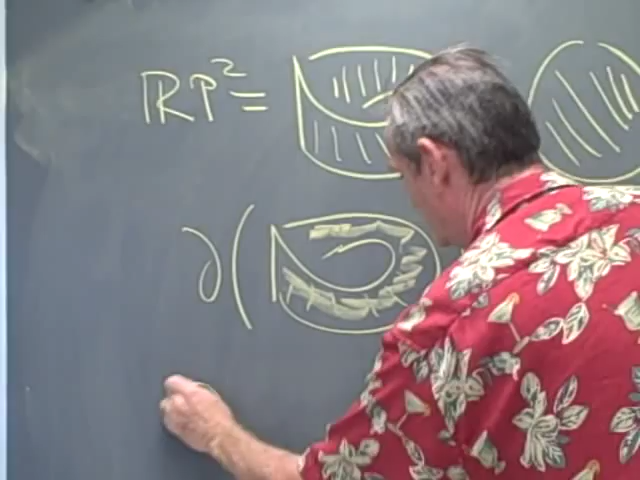 ℝP² =
∂(